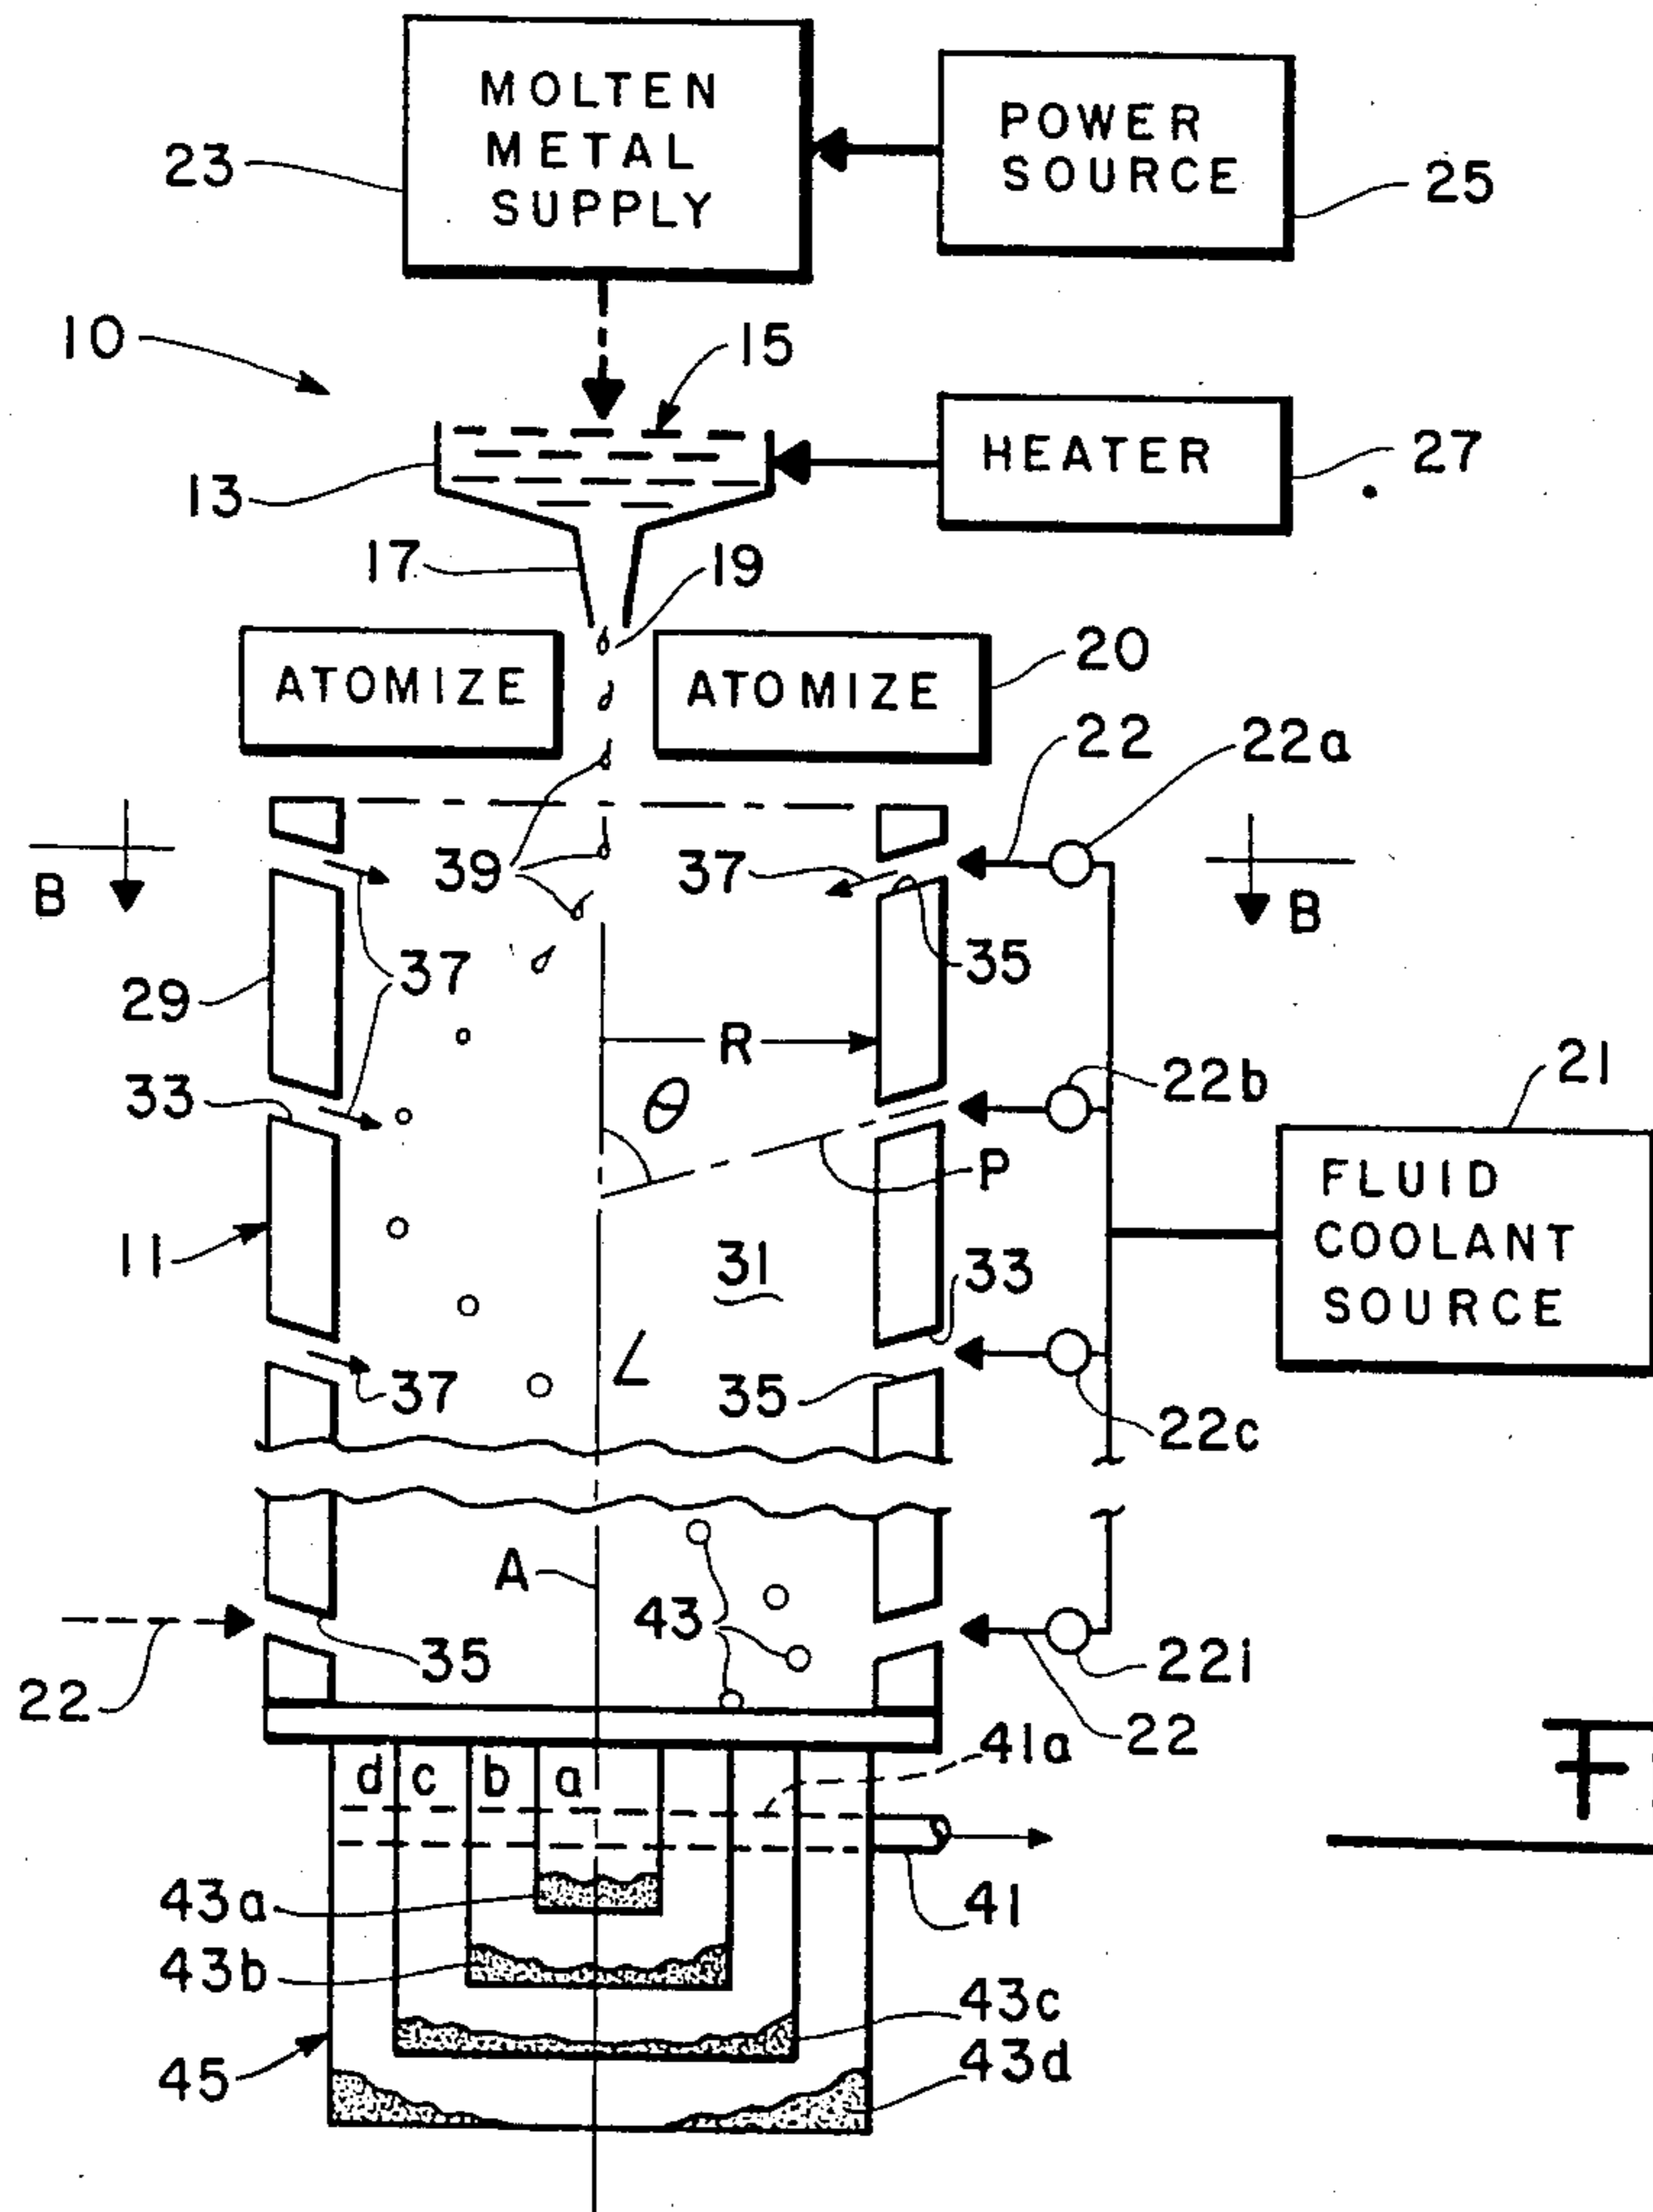 MOLTEN
METAL
SUPPLY
POWER
SOURCE
23
25
10
15
HEATER
27
13
17
19
ATOMIZE
ATOMIZE
20
22
22a
B
39
37
35
B
37
29
R
33
θ
22b
21
P
FLUID
COOLANT
SOURCE
11
31
33
L
37
35
22c
A
43
22
35
22i
22
d c b a
41a
43a
41
43b
43c
45
43d